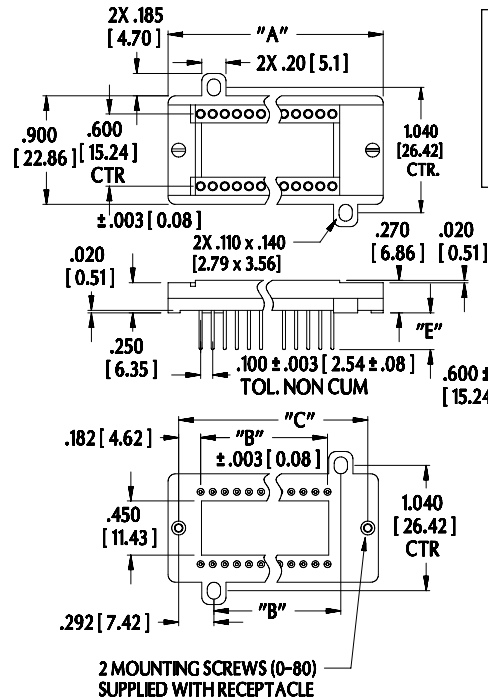 2X .185
[ 4.70]
"A"
2X .20 [ 5.1]
.900
[ 22.86]
.600
[ 15.24]
CTR
±.003 [ 0.08]
1.040
[26.42]
CTR.
2X .110 x .140
[2.79 x 3.56]
.270
[ 6.86]
.020
[ 0.51]
.020
[ 0.51]
"E"
.250
[ 6.35]
.100 ±.003 [ 2.54 ±.08]
TOL. NON CUM
.600 ±
[ 15.24
"C"
.182 [ 4.62]
"B"
±.003 [ 0.08]
.450
[ 11.43]
1.040
[ 26.42]
CTR
.292 [ 7.42]
"B"
2 MOUNTING SCREWS (0-80)
SUPPLIED WITH RECEPTACLE